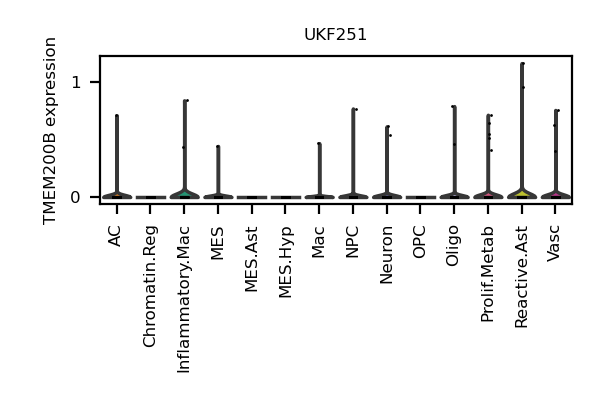 UKF251
TMEM200B expression
1
0
AC
Chromatin.Reg
Inflammatory.Mac
MES
MES.Ast
MES.Hyp
Mac
NPC
Neuron
OPC
Oligo
Prolif.Metab
Reactive.Ast
Vasc